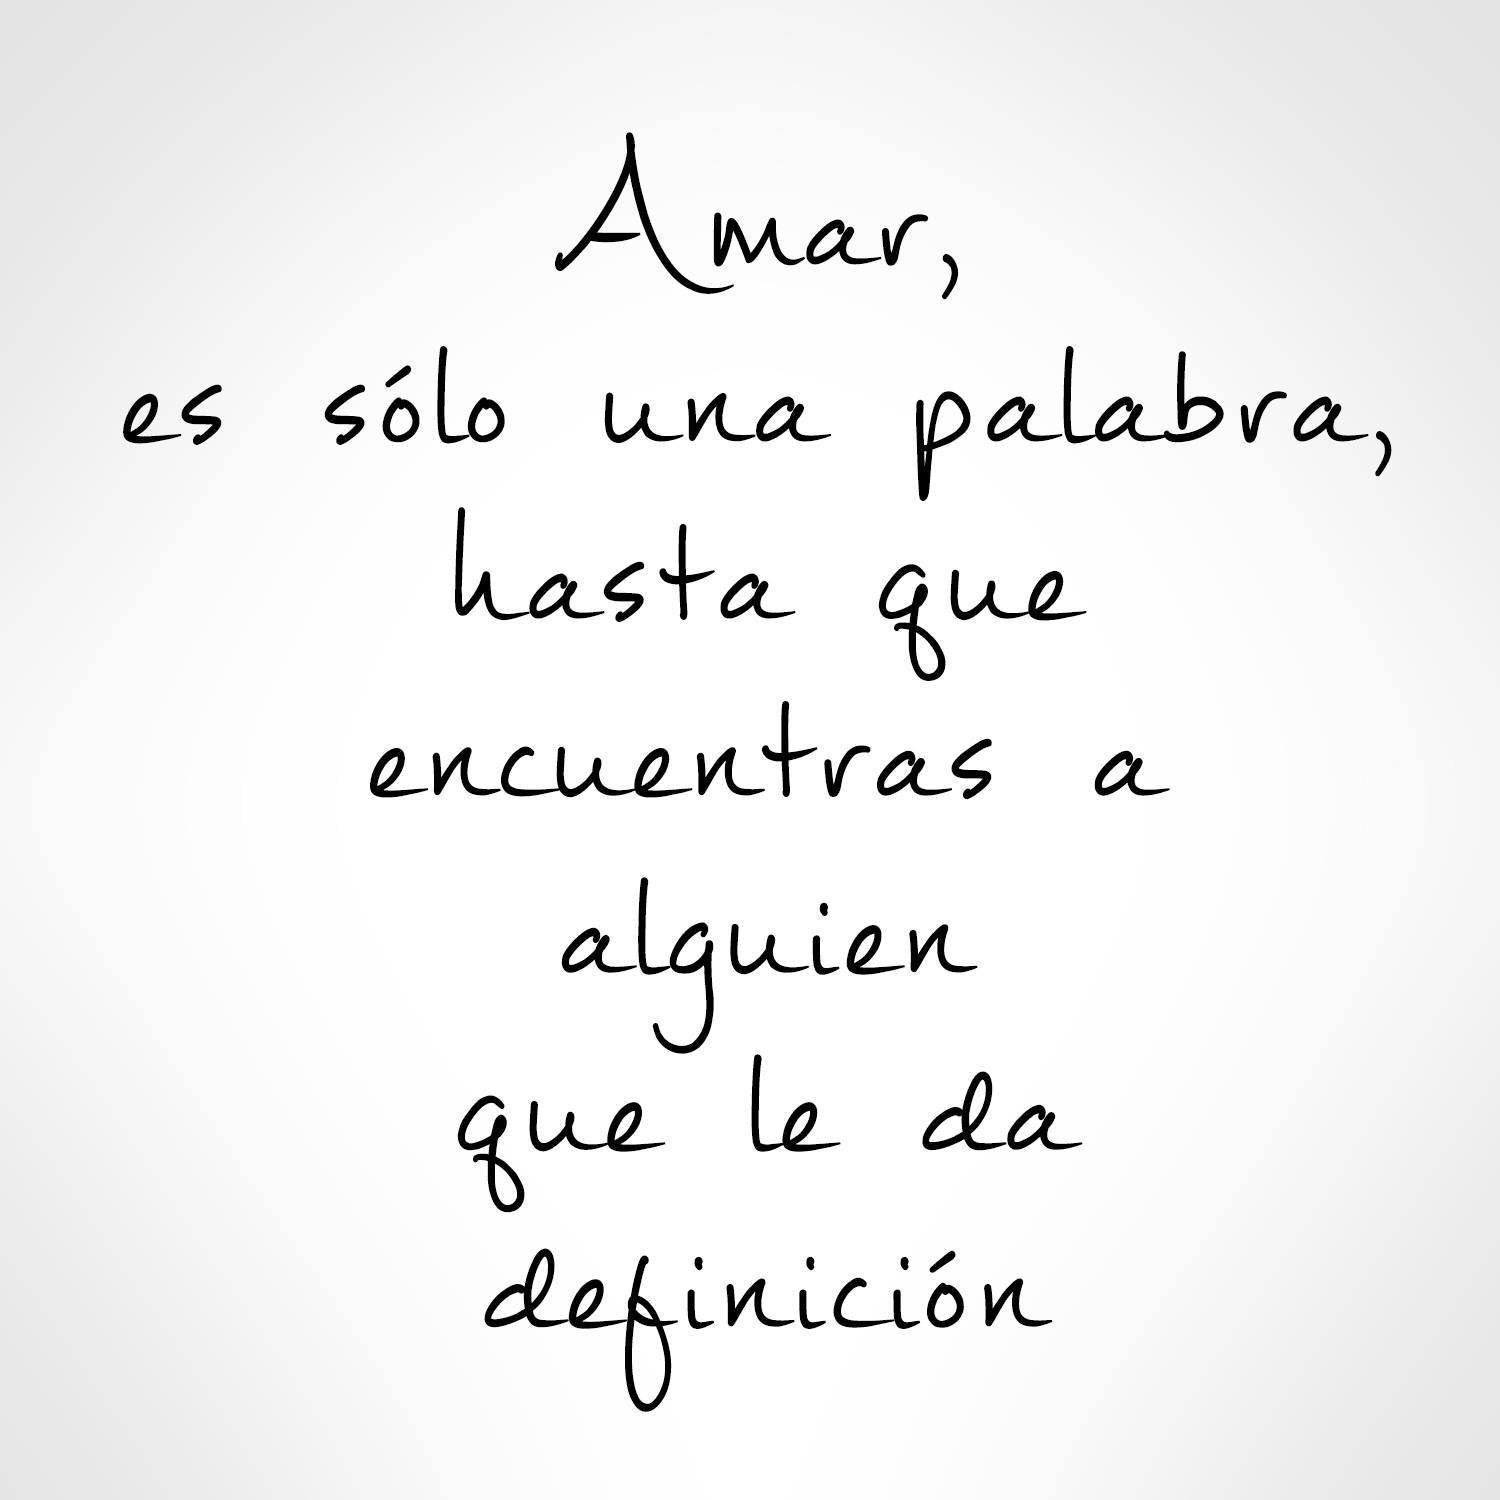 Amar,
es sólo una palabra,
hasta que
encuentras a
alguien
que le da
definición